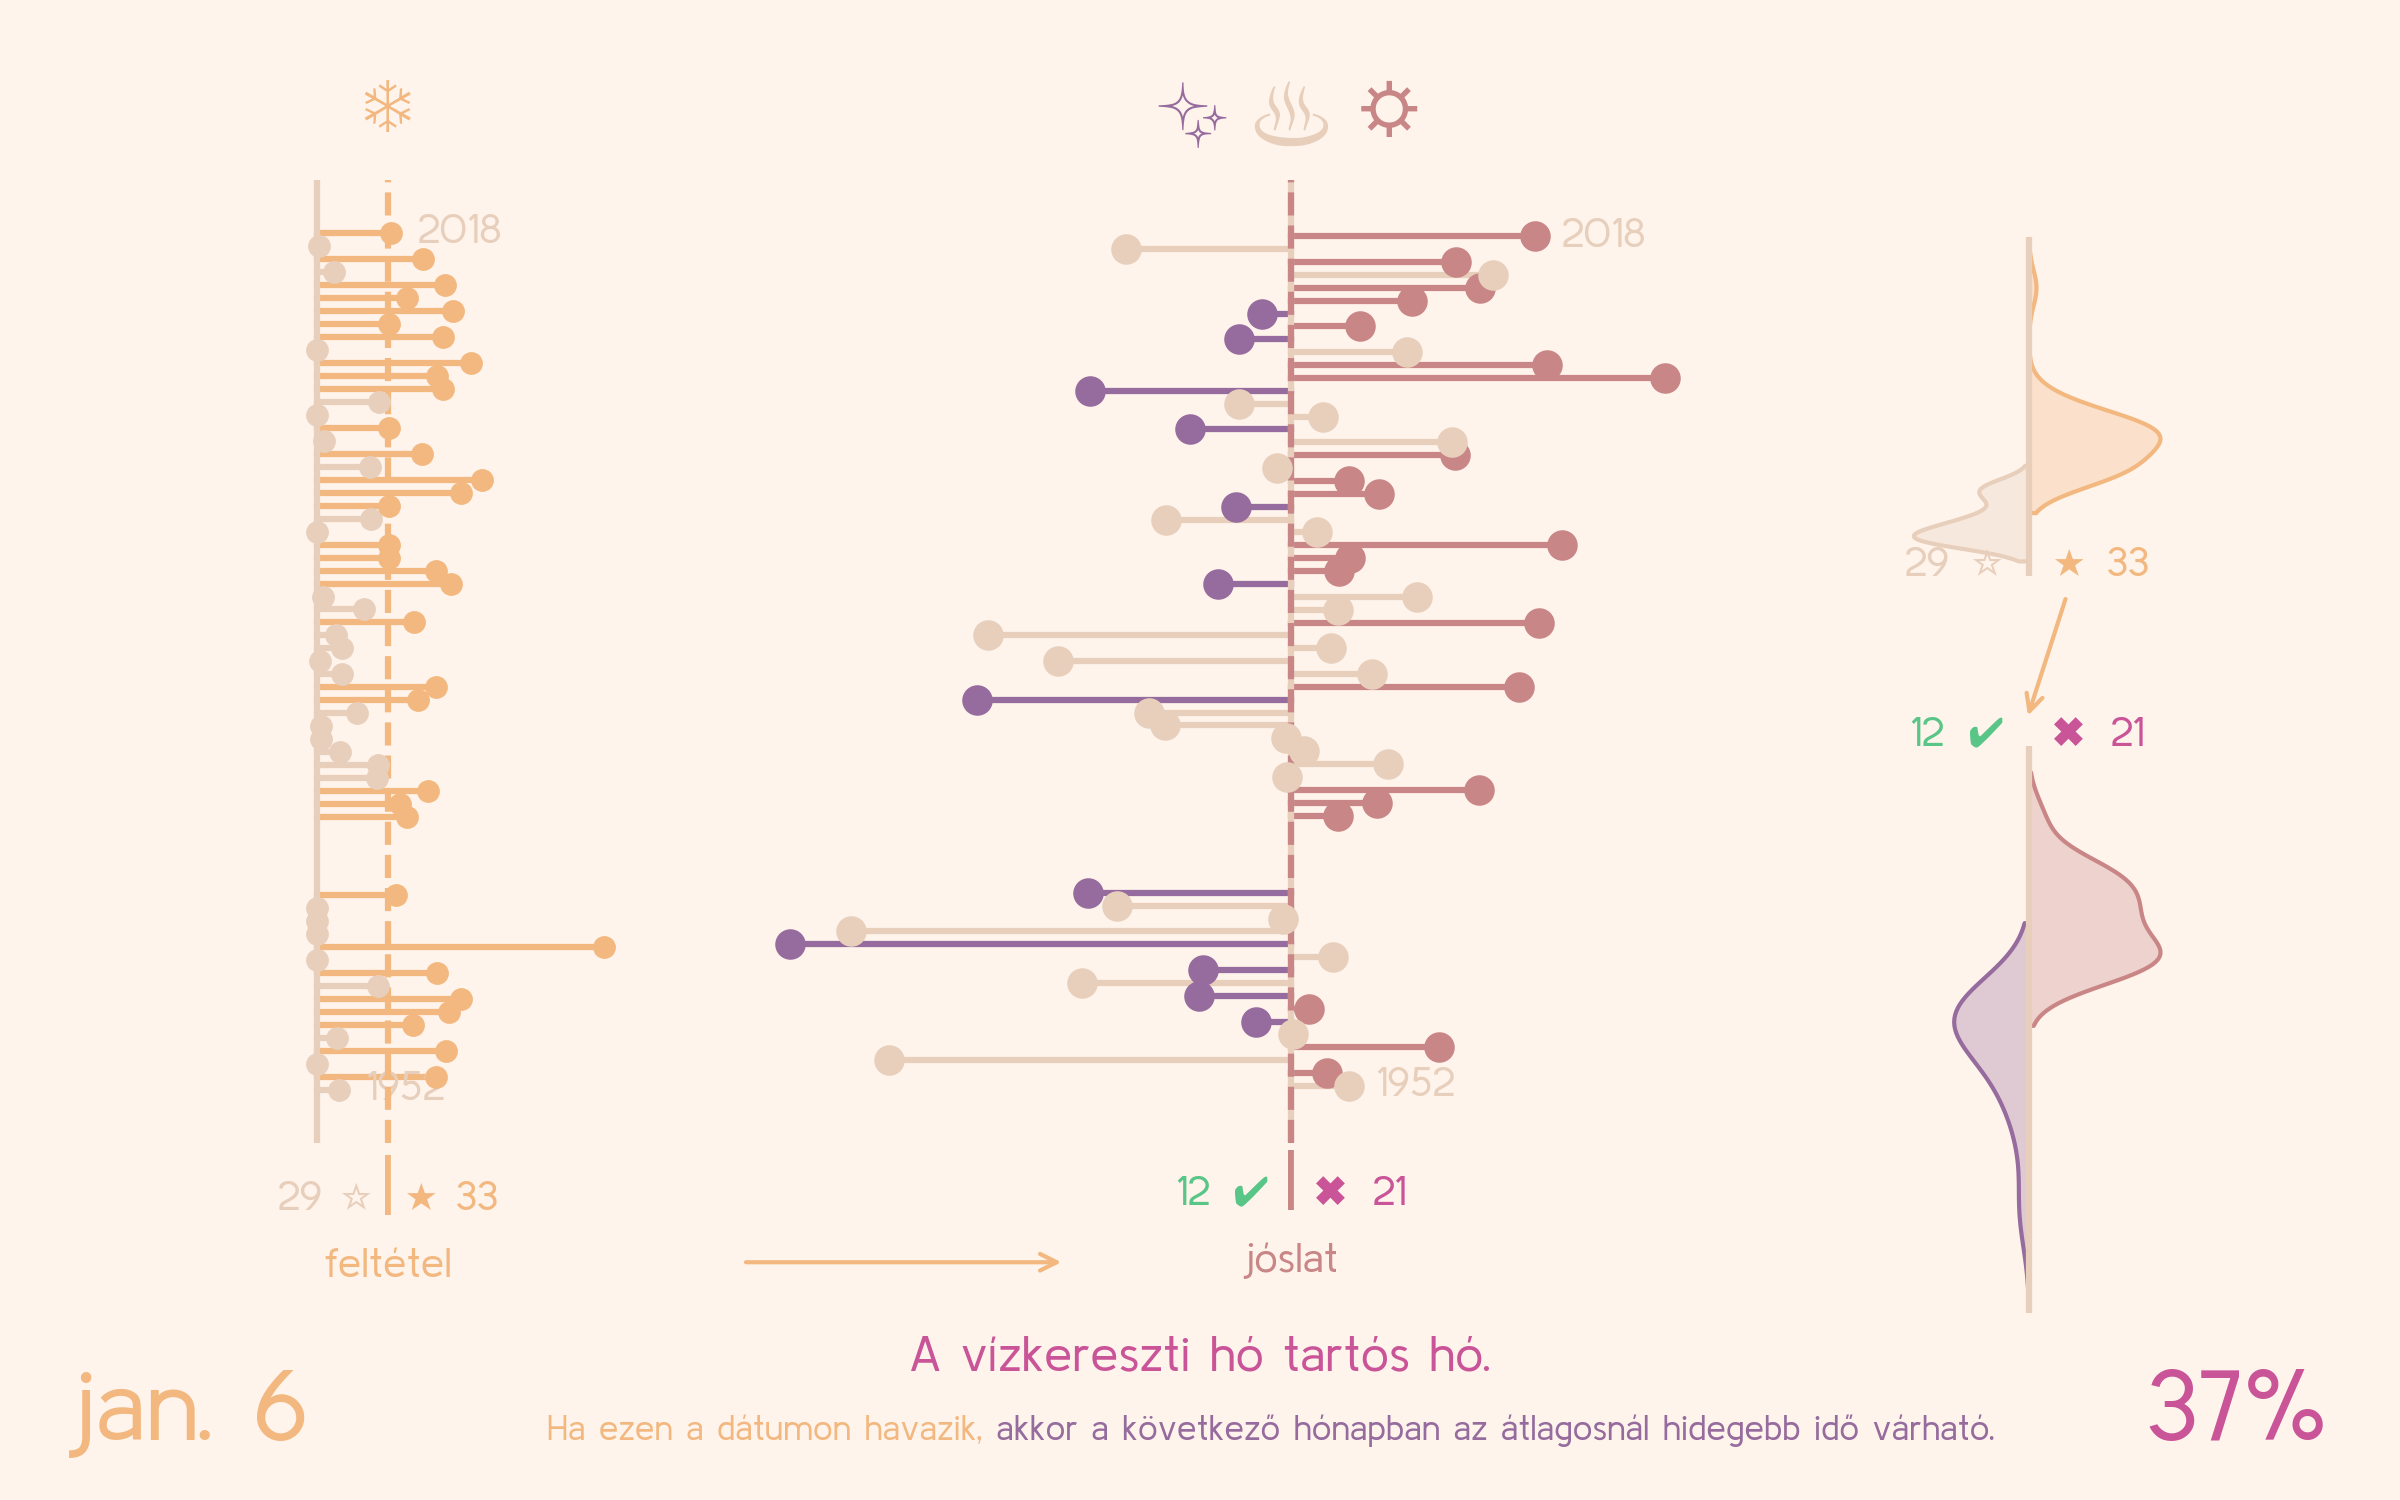 2018
2018
29 ☆ ★ 33
12 ✔ ✖ 21
1952
1952
29 ☆ ★ 33
12 ✔ ✖ 21
feltétel
jóslat
A vízkereszti hó tartós hó.
jan. 6
Ha ezen a dátumon havazik, akkor a következő hónapban az átlagosnál hidegebb idő várható.
37%